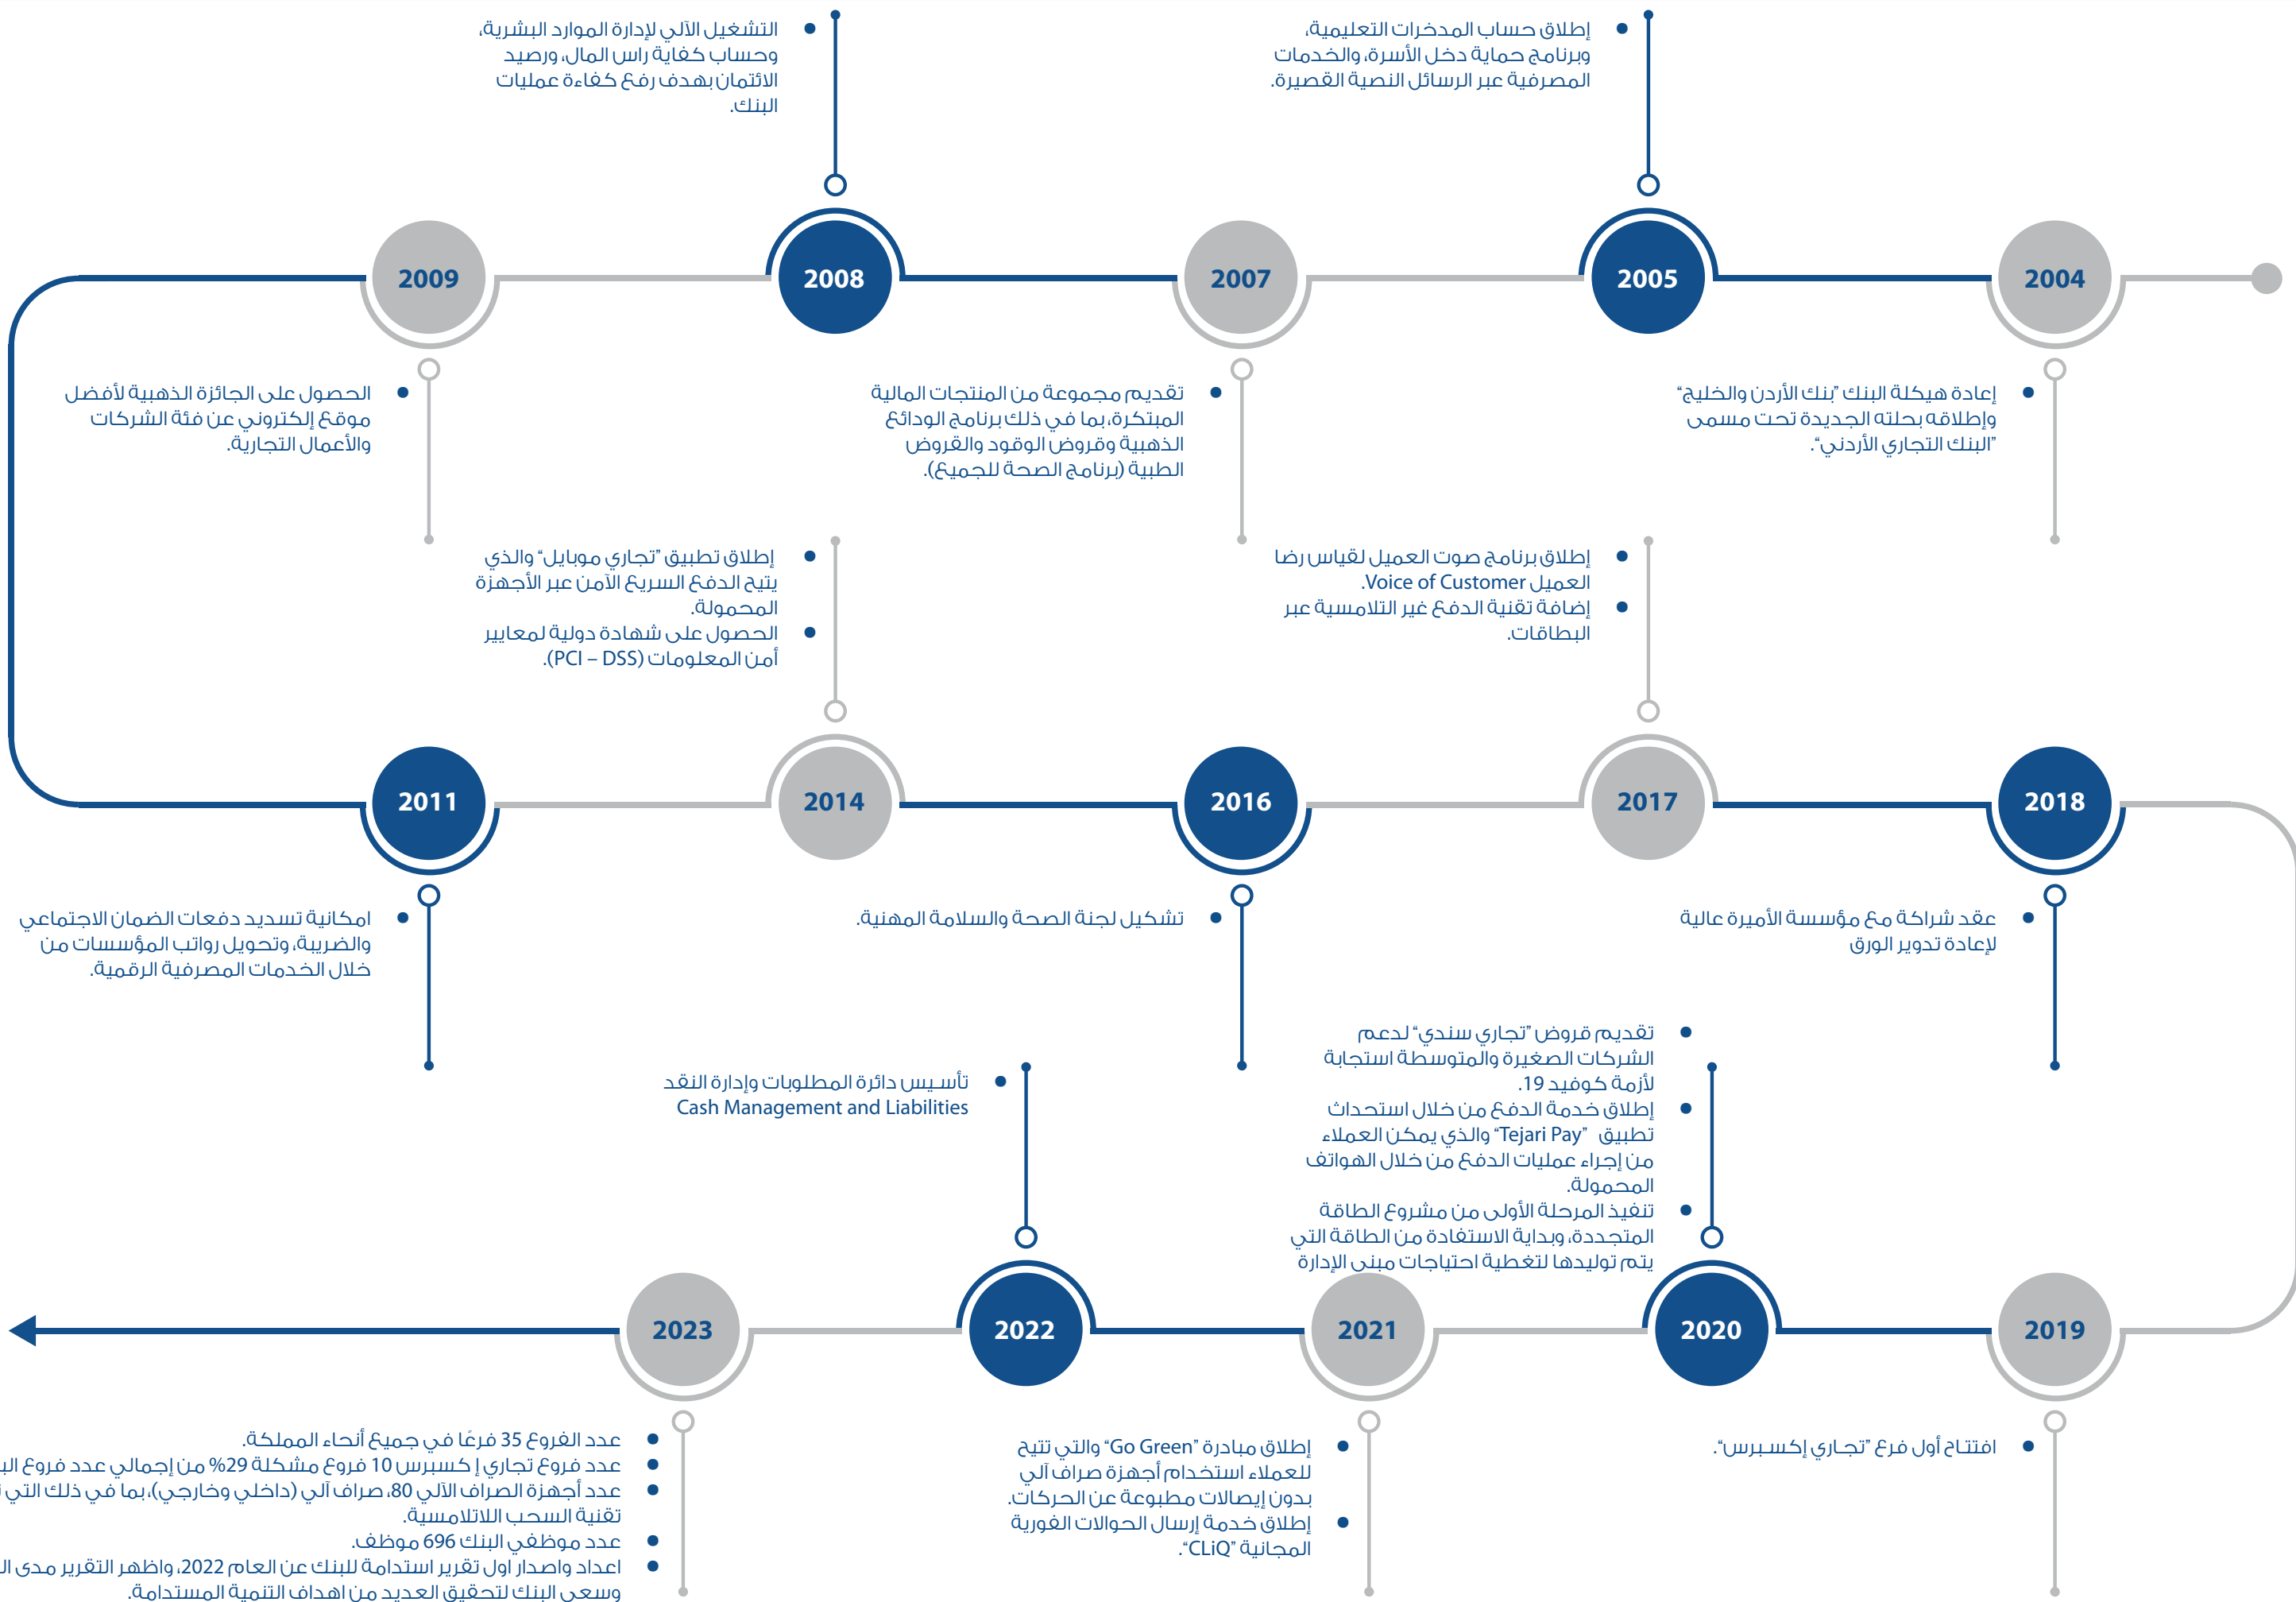 2004
إعادة هيكلة البنك "بنك الأردن والخليج"
وإطلاقه بحلته الجديدة تحت مسمى
"البنك التجاري الأردني".
2005
إطلاق حساب المدخرات التعليمية،
وبرنامج حماية دخل الأسرة، والخدمات
المصرفية عبر الرسائل النصية القصيرة.
2007
تقديم مجموعة من المنتجات المالية
المبتكرة، بما في ذلك برنامج الودائع
الذهبية وقروض الوقود والقروض
الطبية (برنامج الصحة للجميع).
2008
التشغيل الآلي لإدارة الموارد البشرية،
وحساب كفاية راس المال، ورصيد
الائتمان بهدف رفع كفاءة عمليات
البنك.
2009
الحصول على الجائزة الذهبية لأفضل
موقع إلكتروني عن فئة الشركات
والأعمال التجارية.
2011
امكانية تسديد دفعات الضمان الاجتماعي
والضريبة، وتحويل رواتب المؤسسات من
خلال الخدمات المصرفية الرقمية.
2014
إطلاق تطبيق "تجاري موبايل" والذي
يتيح الدفع السريع الآمن عبر الأجهزة
المحمولة.
الحصول على شهادة دولية لمعايير
أمن المعلومات (PCI – DSS).
2016
تشكيل لجنة الصحة والسلامة المهنية.
2017
إطلاق برنامج صوت العميل لقياس رضا
العميل Voice of Customer.
إضافة تقنية الدفع غير التلامسية عبر
البطاقات.
2018
عقد شراكة مع مؤسسة الأميرة عالية
لإعادة تدوير الورق
2019
افتتاح أول فرع "تجاري إكسبرس".
2020
تقديم قروض "تجاري سندي" لدعم
الشركات الصغيرة والمتوسطة استجابة
لأزمة كوفيد 19.
إطلاق خدمة الدفع من خلال استحداث
تطبيق "Tejari Pay" والذي يمكن العملاء
من إجراء عمليات الدفع من خلال الهواتف
المحمولة.
تنفيذ المرحلة الأولى من مشروع الطاقة
المتجددة، وبداية الاستفادة من الطاقة التي
يتم توليدها لتغطية احتياجات مبنى الإدارة
2021
إطلاق مبادرة "Go Green" والتي تتيح
للعملاء استخدام أجهزة صراف آلي
بدون إيصالات مطبوعة عن الحركات.
إطلاق خدمة إرسال الحوالات الفورية
المجانية "CLiQ".
2022
تأسيس دائرة المطلوبات وإدارة النقد
Cash Management and Liabilities
2023
عدد الفروع 35 فرعًا في جميع أنحاء المملكة.
عدد فروع تجاري إكسبرس 10 فروع مشكلة 29% من إجمالي عدد فروع
عدد أجهزة الصراف الآلي 80، صراف آلي (داخلي وخارجي)، بما في ذلك التي
تقنية السحب اللاتلامسية.
عدد موظفي البنك 696 موظف.
اعداد واصدار اول تقرير استدامة للبنك عن العام 2022، واظهر التقرير مدى
وسعي البنك لتحقيق العديد من اهداف التنمية المستدامة.